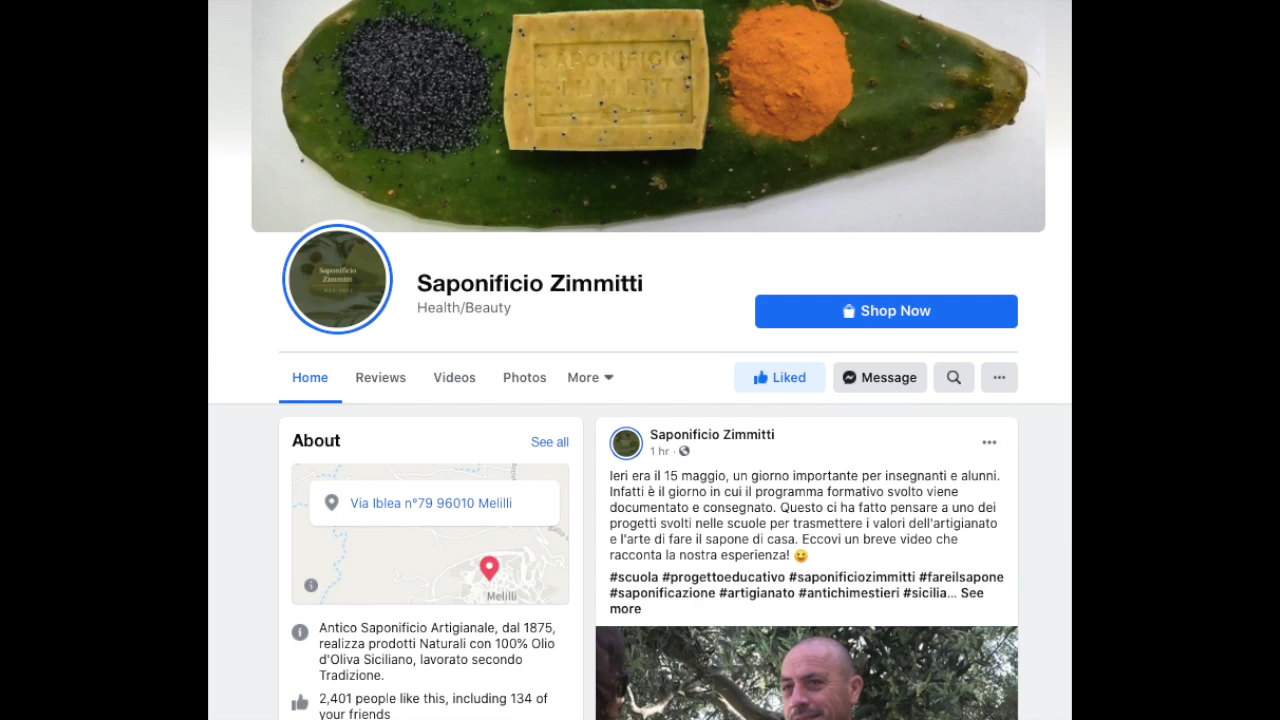 SAPONIFICIO
ZIMMITTI
Saponificio
Zimmitti
Saponificio Zimmitti
Health/Beauty
Shop Now
Home
Reviews
Videos
Photos
More
Liked
Message
About
See all
Via Iblea n°79 96010 Melilli
Melilli
Antico Saponificio Artigianale, dal 1875,
realizza prodotti Naturali con 100% Olio
d'Oliva Siciliano, lavorato secondo
Tradizione.
2,401 people like this, including 134 of
your friends
Saponificio Zimmitti
1 hr ·
Ieri era il 15 maggio, un giorno importante per insegnanti e alunni.
Infatti è il giorno in cui il programma formativo svolto viene
documentato e consegnato. Questo ci ha fatto pensare a uno dei
progetti svolti nelle scuole per trasmettere i valori dell'artigianato
e l'arte di fare il sapone di casa. Eccovi un breve video che
racconta la nostra esperienza! 😀
#scuola #progettoeducativo #saponificiozimmitti #fareilsapone
#saponificazione #artigianato #antichimestieri #sicilia... See
more